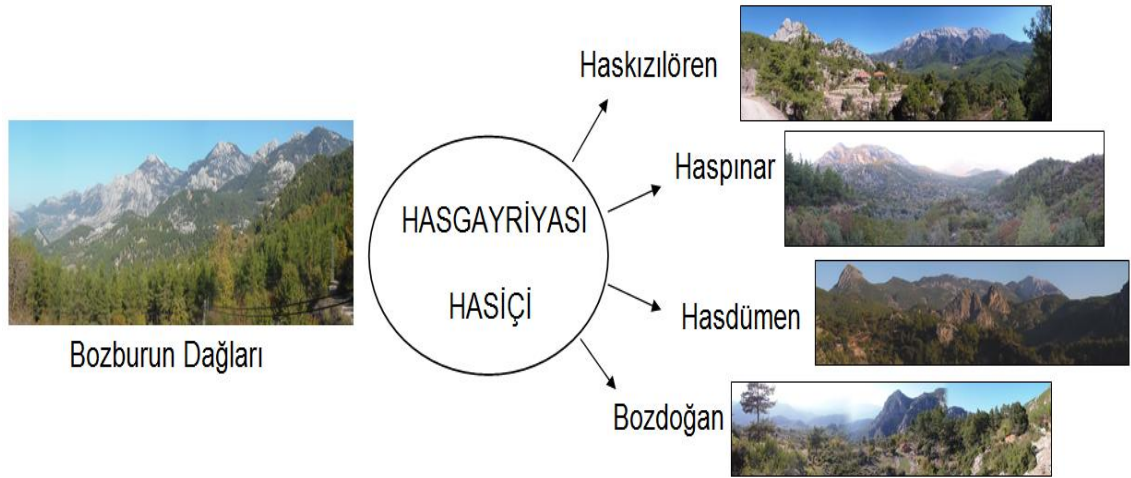 Bozburun Dağları
HASGAYRİYASI
HASİÇİ
Haskızılören
Haspınar
Hasdümen
Bozdoğan